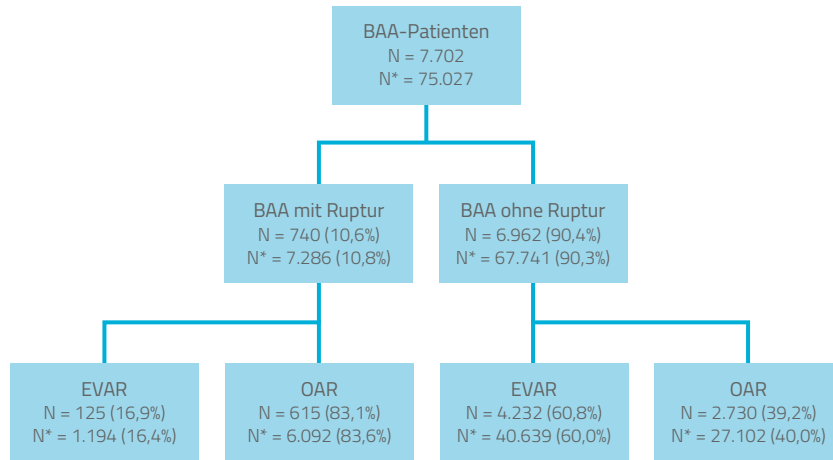 BAA-Patienten
N = 7.702
N* = 75.027
BAA mit Ruptur
N = 740 (10,6%)
N* = 7.286 (10,8%)
BAA ohne Ruptur
N = 6.962 (90,4%)
N* = 67.741 (90,3%)
EVAR
N = 125 (16,9%)
N* = 1.194 (16,4%)
OAR
N = 615 (83,1%)
N* = 6.092 (83,6%)
EVAR
N = 4.232 (60,8%)
N* = 40.639 (60,0%)
OAR
N = 2.730 (39,2%)
N* = 27.102 (40,0%)